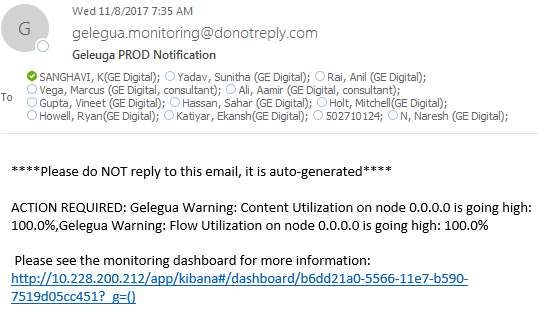 G
Wed 11/8/2017 7:35 AM
gelegua.monitoring@donotreply.com
Geleuga PROD Notification
To
SANGHAVI, K(GE Digital); Yadav, Sunitha (GE Digital); Rai, Anil (GE Digital);
Vega, Marcus (GE Digital, consultant); Ali, Aamir (GE Digital, consultant);
Gupta, Vineet (GE Digital); Hassan, Sahar (GE Digital); Holt, Mitchell(GE Digital);
Howell, Ryan(GE Digital); Katiyar, Ekansh(GE Digital); 502710124; N, Naresh (GE Digital);
****Please do NOT reply to this email, it is auto-generated****
ACTION REQUIRED: Gelegua Warning: Content Utilization on node 0.0.0.0 is going high:
100.0%,Gelegua Warning: Flow Utilization on node 0.0.0.0 is going high: 100.0%
Please see the monitoring dashboard for more information:
http://10.228.200.212/app/kibana#/dashboard/b6dd21a0-5566-11e7-b590-
7519d05cc451?_g=()